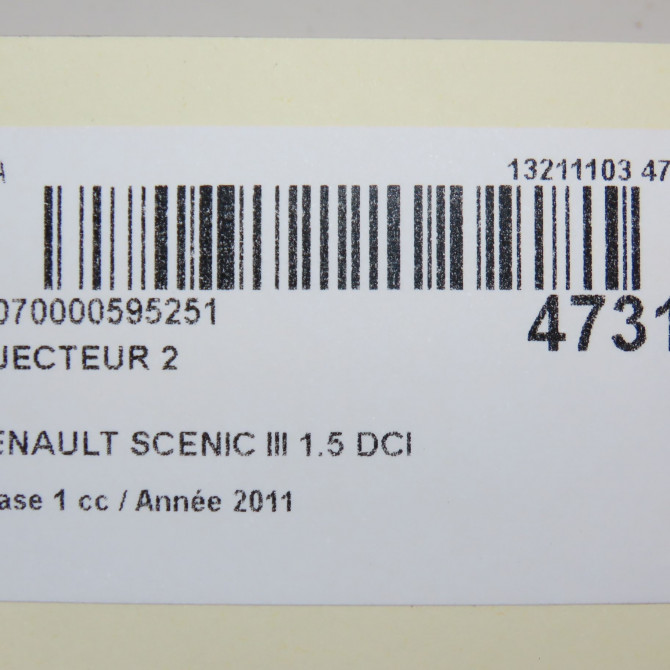 A 13211103 47
070000595251
4731
JECTEUR 2
ENAULT SCENIC III 1.5 DCI
ase 1 cc / Année 2011